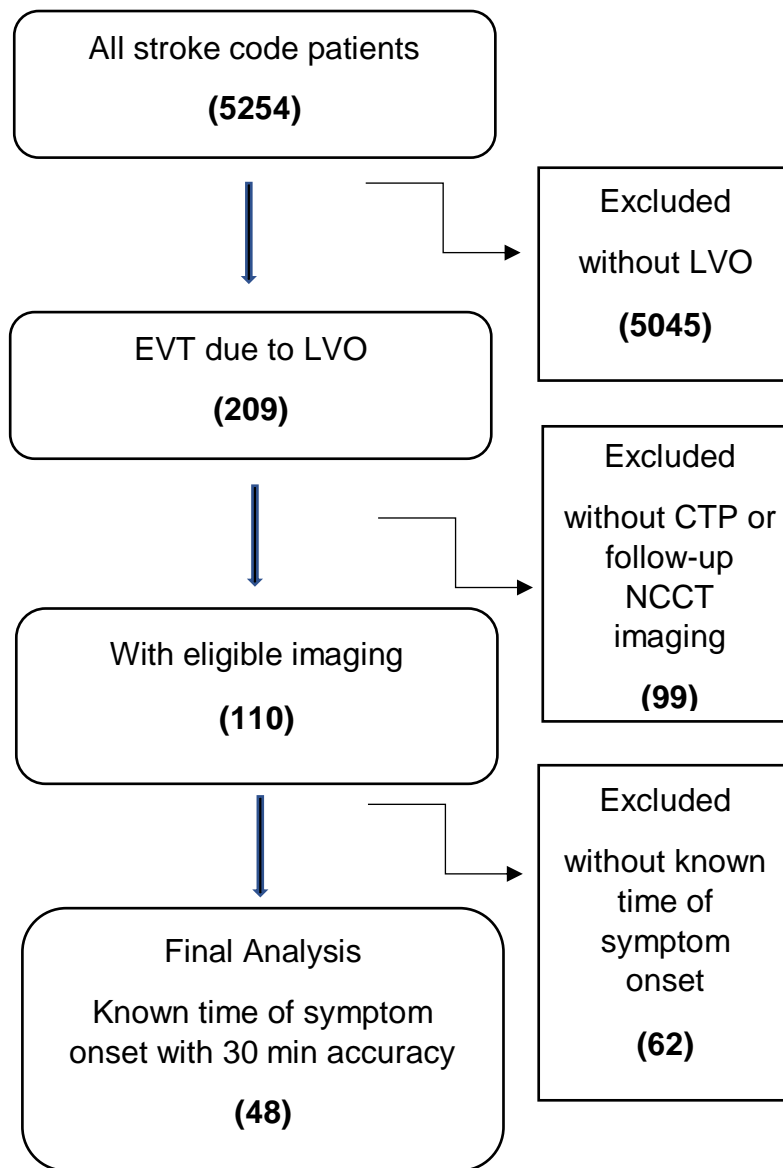 All stroke code patients
(5254)
Excluded
without LVO
(5045)
EVT due to LVO
(209)
Excluded
without CTP or
follow-up
NCCT
imaging
(99)
With eligible imaging
(110)
Excluded
without known
time of
symptom
onset
(62)
Final Analysis
Known time of symptom
onset with 30 min accuracy
(48)